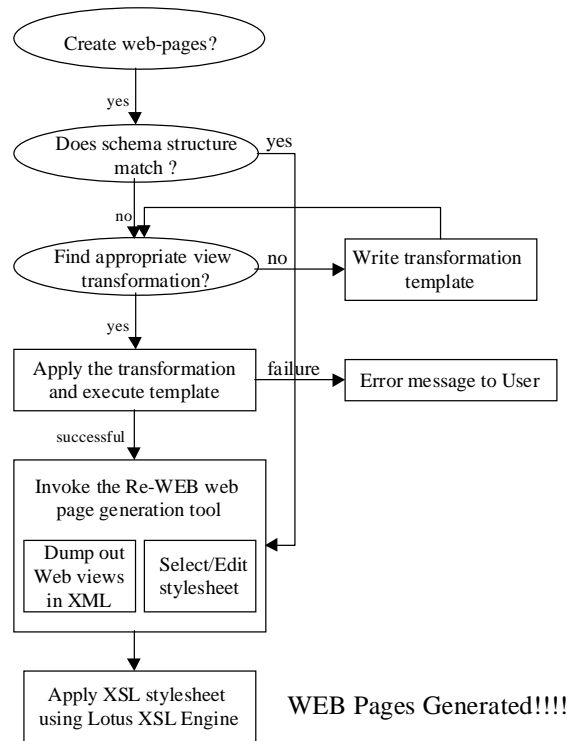 Create web-pages?
yes
Does schema structure
match ?
yes
no
Find appropriate view
transformation?
no
Write transformation
template
yes
Apply the transformation
and execute template
failure
Error message to User
successful
Invoke the Re-WEB web
page generation tool
Dump out
Web views
in XML
Select/Edit
stylesheet
Apply XSL stylesheet
using Lotus XSL Engine
WEB Pages Generated!!!!